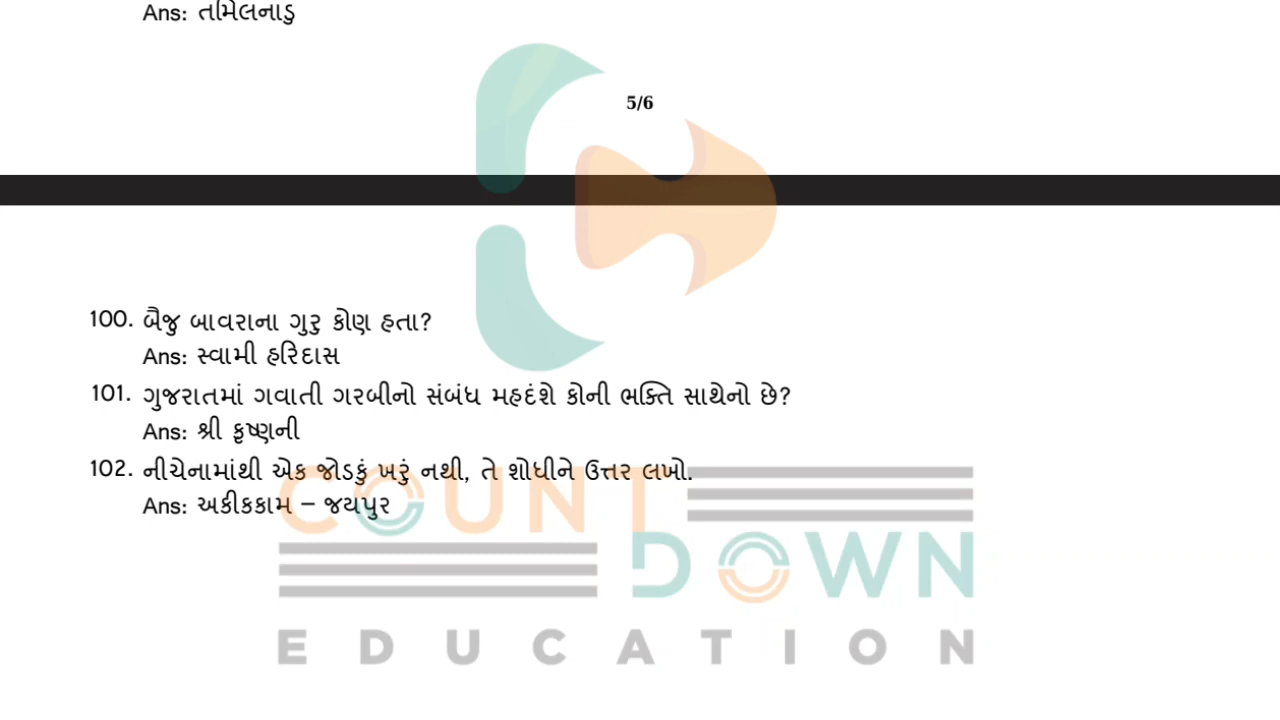 Ans: તમિલનાડુ
5/6
100. બૈજુ બાવરાના ગુરુ કોણ હતા?
Ans: સ્વામી હરિદાસ
101. ગુજરાતમાં ગવાતી ગરબીનો સંબંધ મહદંશે કોની ભક્તિ સાથેનો છે?
Ans: શ્રી કૃષ્ણની
102. નીચેનામાંથી એક જોડકું ખરું નથી, તે શોધીને ઉત્તર લખો.
Ans: અકીકકામ – જયપુર
COUNT
DOWN
EDUCATION